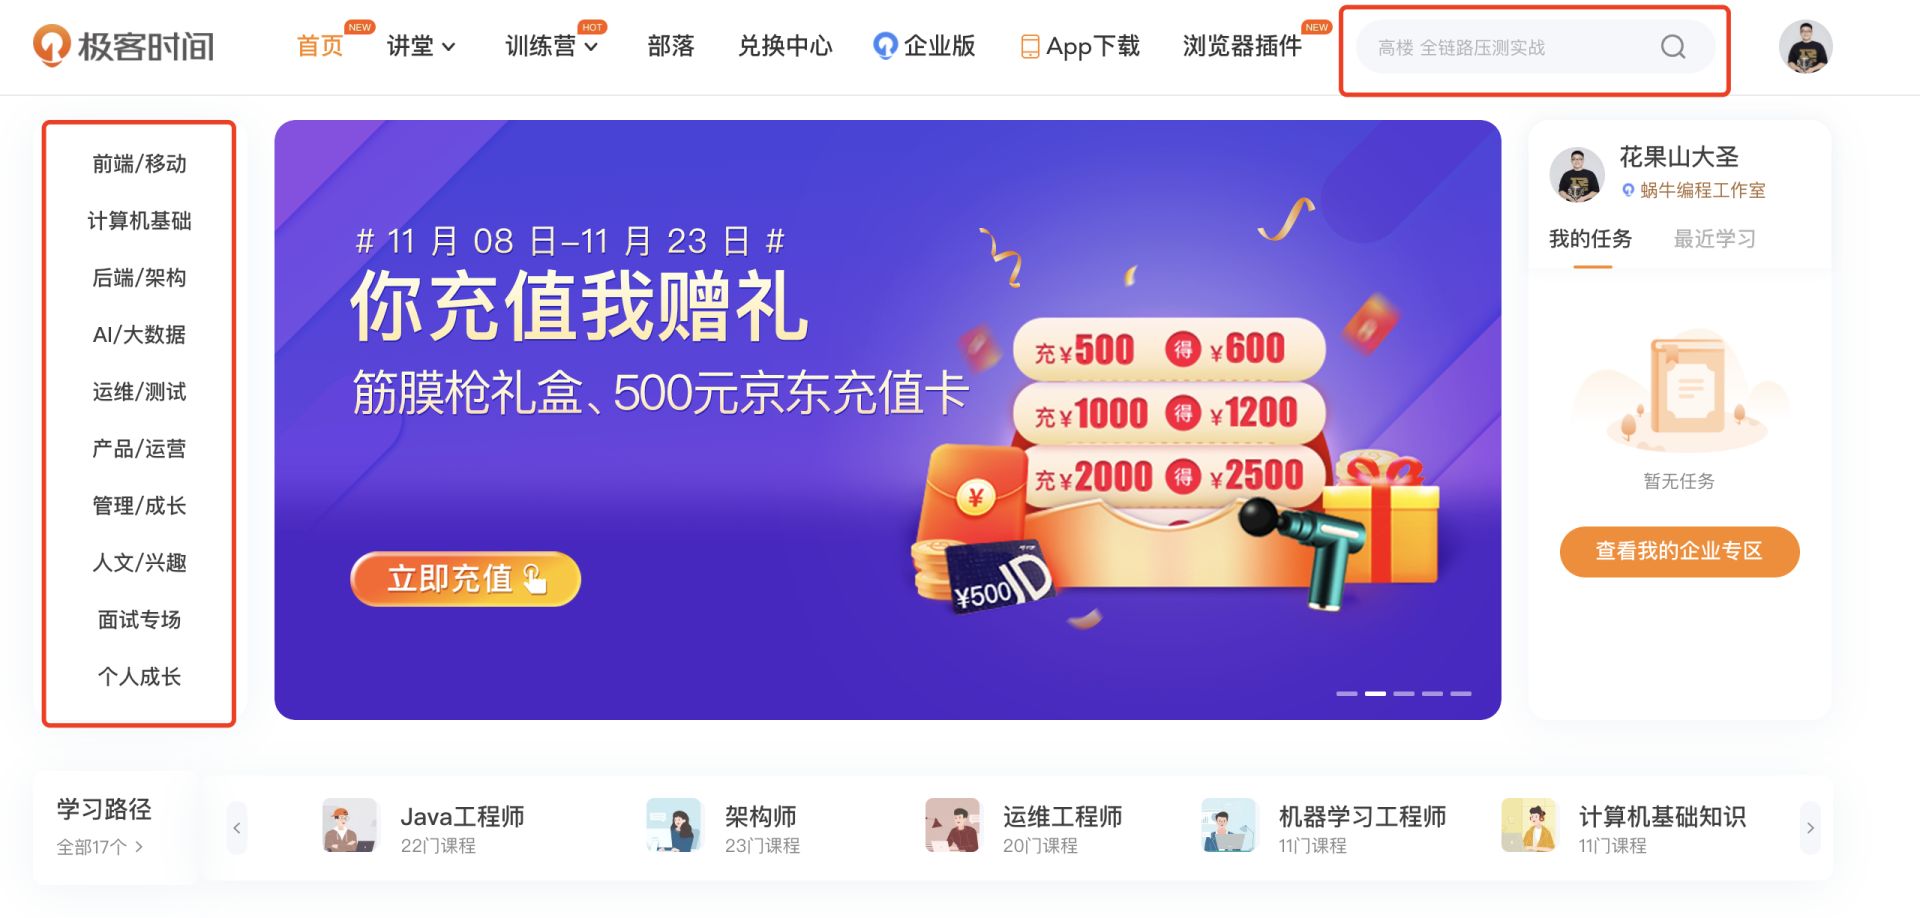 极客时间
首页
NEW
讲堂
训练营
HOT
部落
兑换中心
企业版
App下载
浏览器插件
NEW
高楼 全链路压测实战
前端/移动
计算机基础
后端/架构
AI/大数据
运维/测试
产品/运营
管理/成长
人文/兴趣
面试专场
个人成长
# 11 月 08 日-11 月 23 日 #
你充值我赠礼
筋膜枪礼盒、500元京东充值卡
立即充值
充¥500 得 ¥600
充¥1000 得 ¥1200
充¥2000 得 ¥2500
¥
¥500
JD
花果山大圣
蜗牛编程工作室
我的任务
最近学习
暂无任务
查看我的企业专区
学习路径
全部17个 >
Java工程师
22门课程
架构师
23门课程
运维工程师
20门课程
机器学习工程师
11门课程
计算机基础知识
11门课程